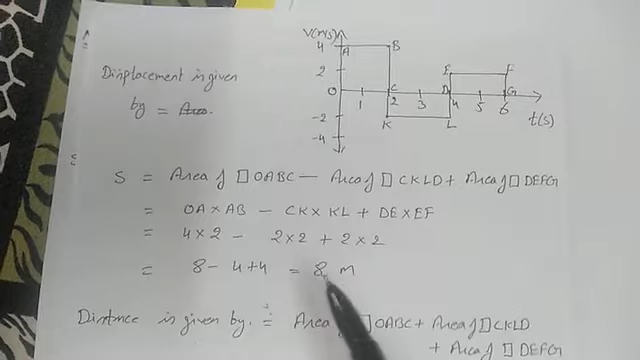 V(m/s)
4 A B
2 E F
Displacement is given
by = Area.
O 1 C 2 3 D 4 5 G 6
t(s)
-2 K L
-4
S = Area of □ OABC - Area of □ CKLD + Area of □ DEFG
= OA × AB - CK × KL + DE × EF
= 4 × 2 - 2 × 2 + 2 × 2
= 8 - 4 + 4 = 8 m
Distance is given by = Area □ OABC + Area of □ CKLD
+ Area of □ DEFG